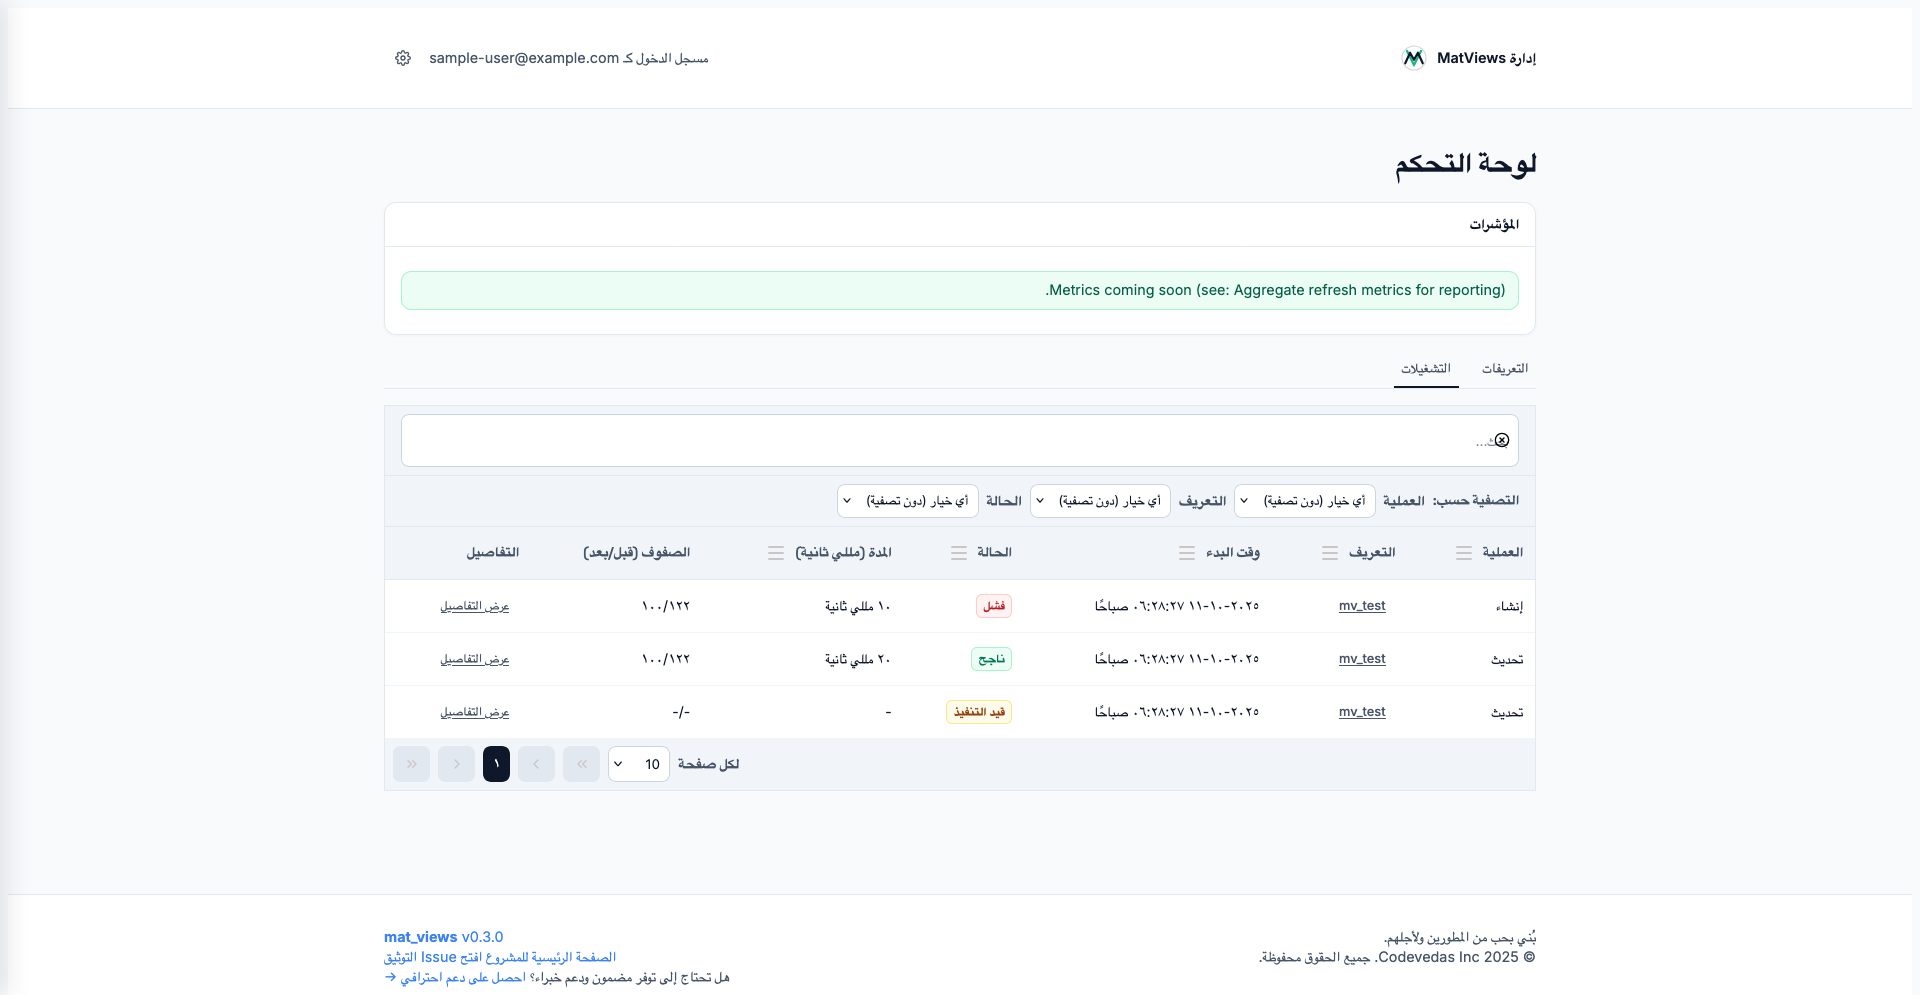 إدارة MatViews
مسجل الدخول كـ sample-user@example.com
لوحة التحكم
المؤشرات
Metrics coming soon (see: Aggregate refresh metrics for reporting).
التعريفات
التشغيلات
التصفية حسب: العملية أي خيار (دون تصفية) التعريف أي خيار (دون تصفية) الحالة أي خيار (دون تصفية)
العملية التعريف وقت البدء الحالة المدة (مللي ثانية) الصفوف (قبل/بعد) التفاصيل
إنشاء mv_test ٢٠٢٥-١٠-١١ ٠٦:٢٨:٢٧ صباحًا فشل ١٠ مللي ثانية ١٠٠/١٢٢ عرض التفاصيل
تحديث mv_test ٢٠٢٥-١٠-١١ ٠٦:٢٨:٢٧ صباحًا ناجح ٢٠ مللي ثانية ١٠٠/١٢٢ عرض التفاصيل
تحديث mv_test ٢٠٢٥-١٠-١١ ٠٦:٢٨:٢٧ صباحًا قيد التنفيذ - -/- عرض التفاصيل
لكل صفحة 10 « ‹ ١ › »
بُني بحب من المطورين ولأجلهم.
© 2025 Codevedas Inc. جميع الحقوق محفوظة.
mat_views v0.3.0
الصفحة الرئيسية للمشروع افتح Issue التوثيق
هل تحتاج إلى توفر مضمون ودعم خبراء؟ احصل على دعم احترافي →